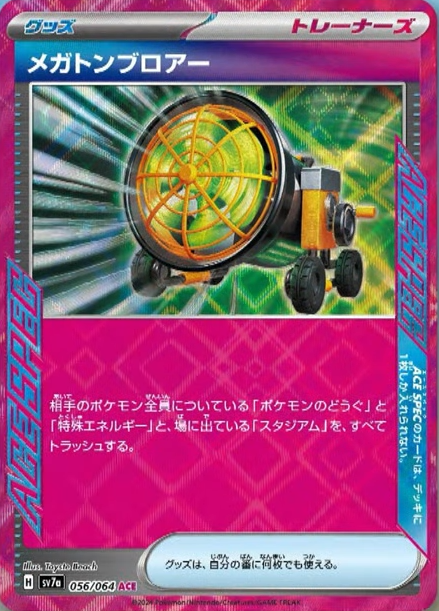 グッズ
トレーナーズ
メガトンブロアー
ACE SPEC
ACE SPEC
ACE SPECのカードは、デッキに
1枚しか入れられない。
相手のポケモン全員についている「ポケモンのどうぐ」と
「特殊エネルギー」と、場に出ている「スタジアム」を、すべて
トラッシュする。
Illus. Toyste Beach
H sv7a 056/064 ACE
グッズは、自分の番に何枚でも使える。
©2024 Pokémon/Nintendo/Creatures/GAME FREAK